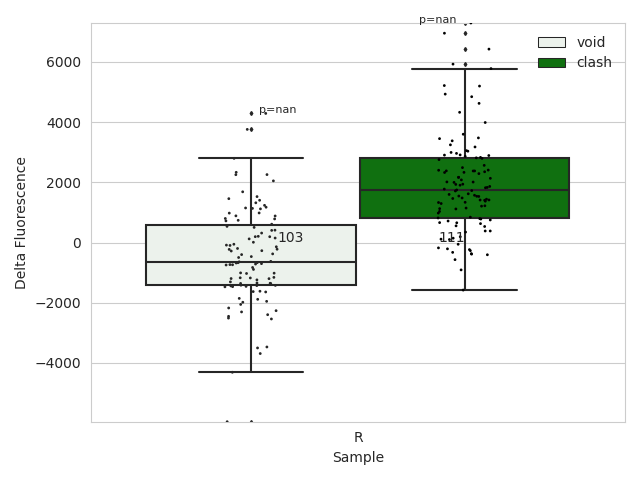 p=nan
void
clash
6000
4000
2000
0
−2000
−4000
p=nan
103
111
Delta Fluorescence
R
Sample